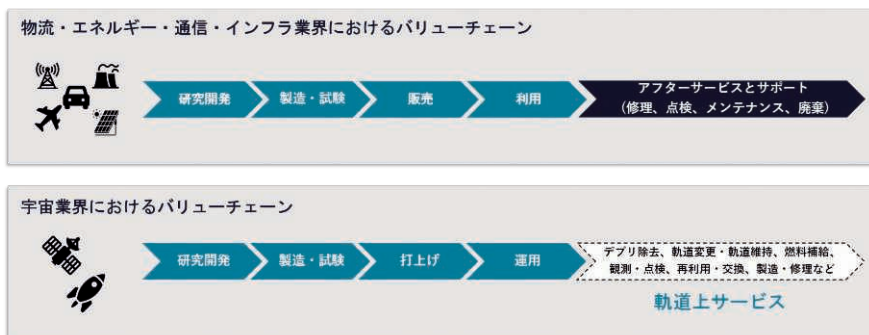 物流・エネルギー・通信・インフラ業界におけるバリューチェーン
研究開発
製造・試験
販売
利用
アフターサービスとサポート
（修理、点検、メンテナンス、廃棄）
宇宙業界におけるバリューチェーン
研究開発
製造・試験
打上げ
運用
デブリ除去、軌道変更・軌道維持、燃料補給、
観測・点検、再利用・交換、製造・修理など
軌道上サービス